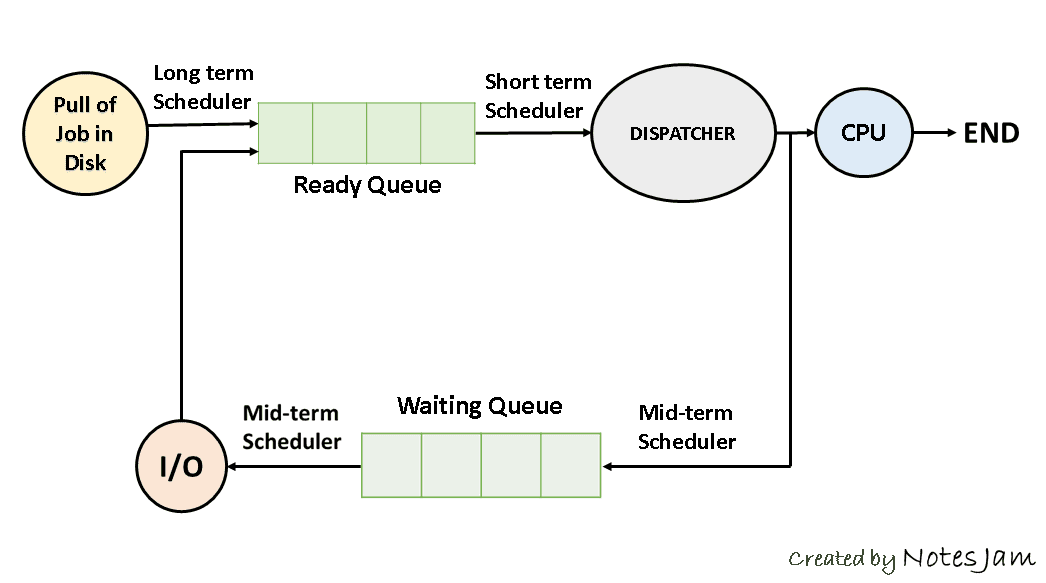 Long term
Scheduler
Pull of
Job in
Disk
Ready Queue
Short term
Scheduler
DISPATCHER
CPU
END
Waiting Queue
Mid-term
Scheduler
Mid-term
Scheduler
I/O
Created by NotesJam